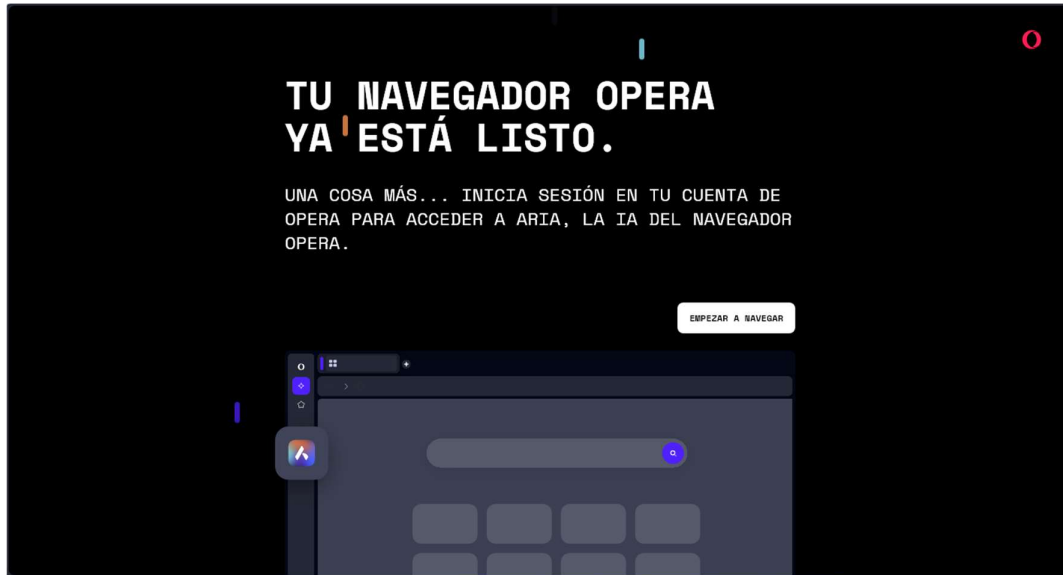 TU NAVEGADOR OPERA
YA ESTÁ LISTO.
UNA COSA MÁS... INICIA SESIÓN EN TU CUENTA DE
OPERA PARA ACCEDER A ARIA, LA IA DEL NAVEGADOR
OPERA.
EMPEZAR A NAVEGAR